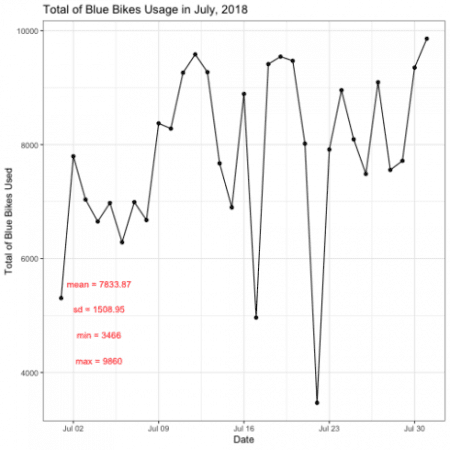 Total of Blue Bikes Usage in July, 2018
Total of Blue Bikes Used
10000
8000
6000
4000
mean = 7833.87
sd = 1508.95
min = 3466
max = 9860
Jul 02 Jul 09 Jul 16 Jul 23 Jul 30
Date